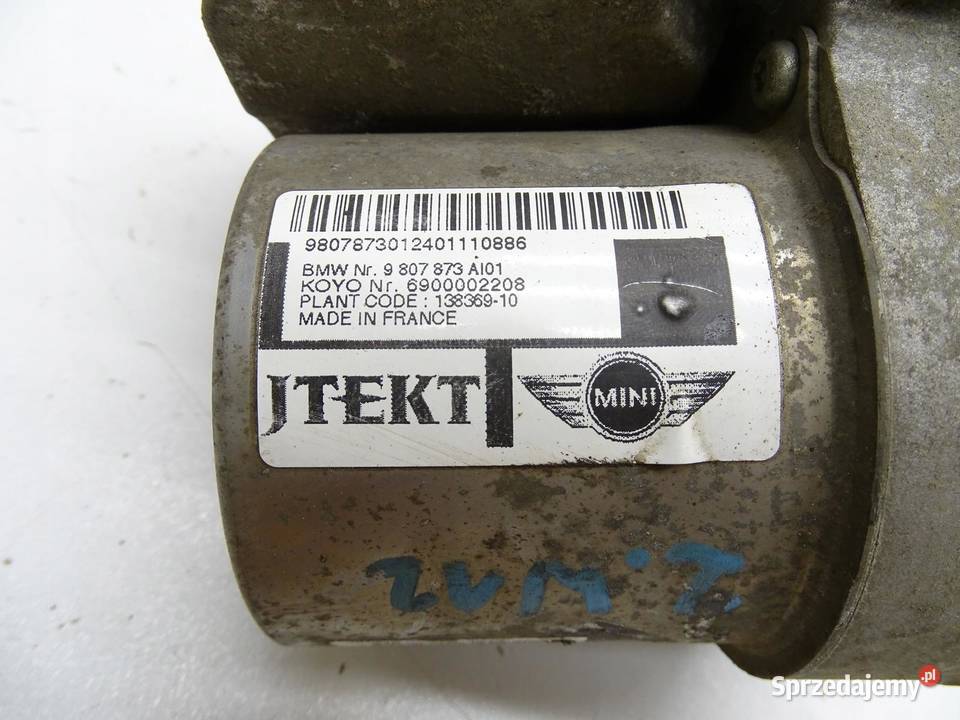 9807873012401110886
BMW Nr. 9 807 873 AI01
KOYO Nr. 6900002208
PLANT CODE : 138369-10
MADE IN FRANCE
JTEKT
MINI
Sprzedajemy.pl